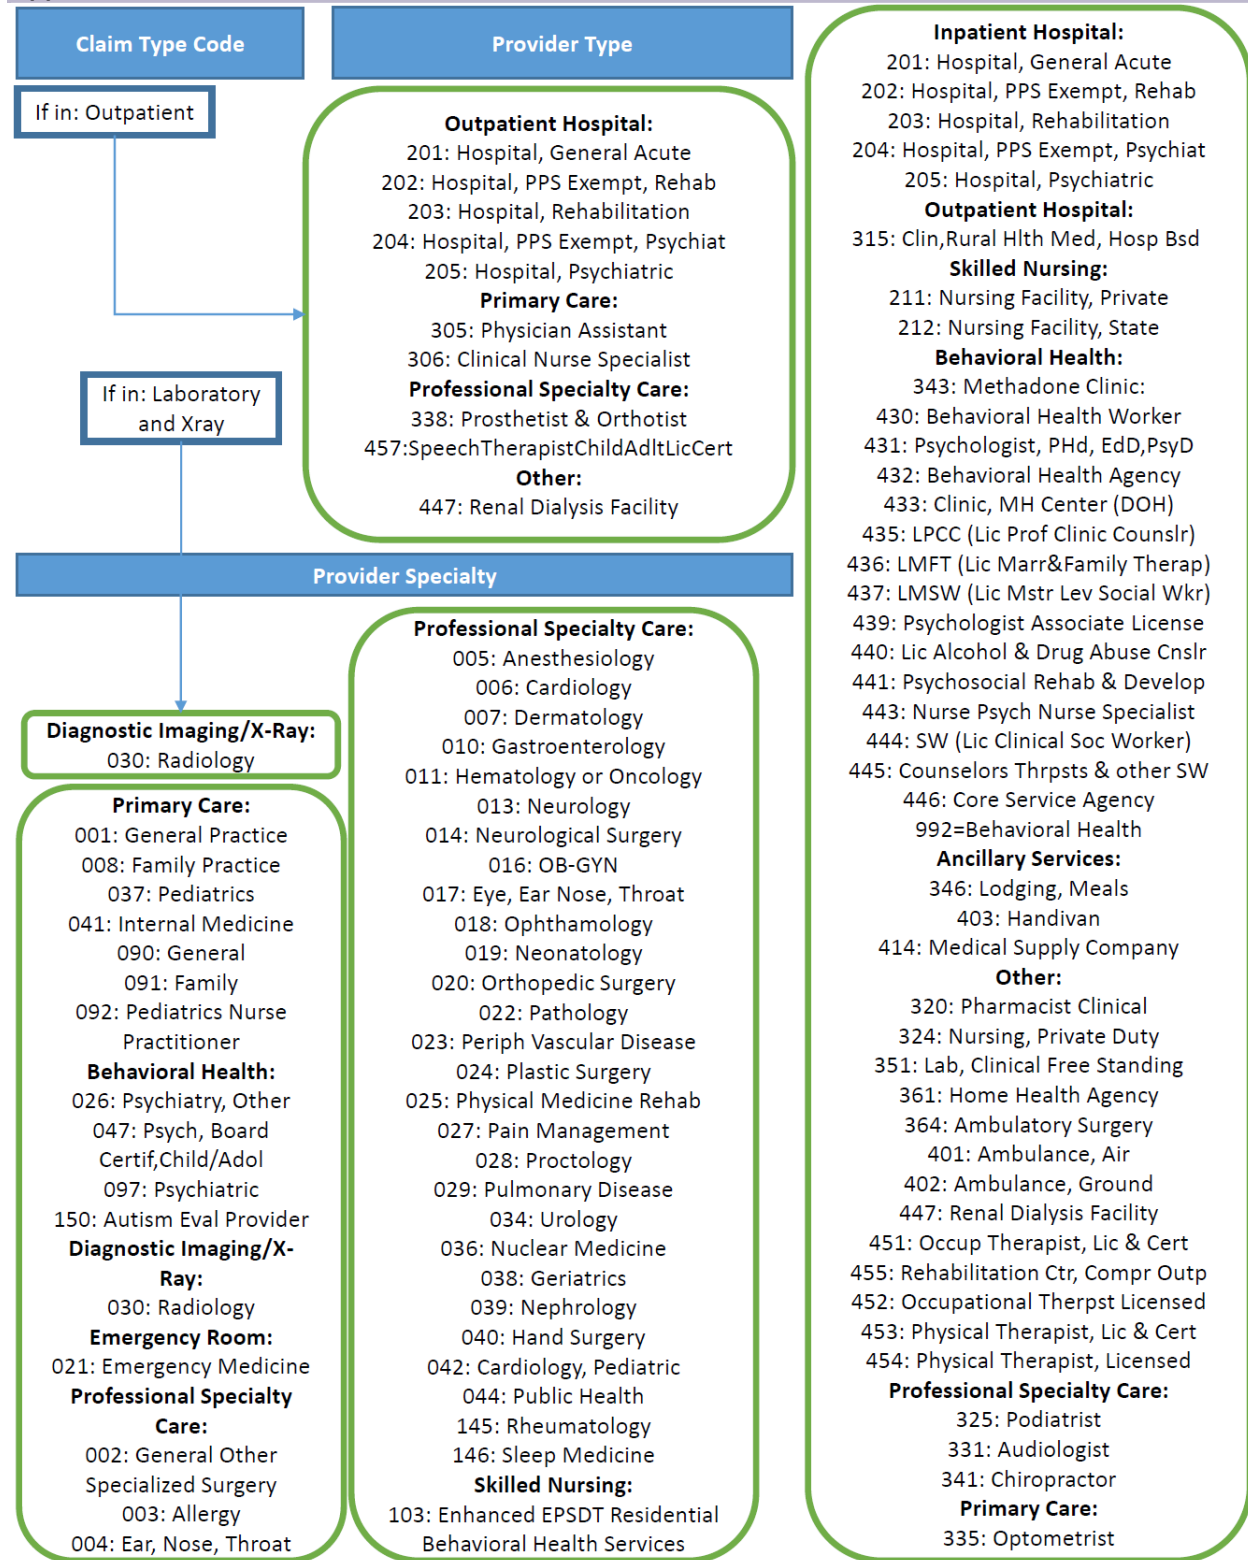 Claim Type Code
Provider Type
If in: Outpatient
Outpatient Hospital:
201: Hospital, General Acute
202: Hospital, PPS Exempt, Rehab
203: Hospital, Rehabilitation
204: Hospital, PPS Exempt, Psychiat
205: Hospital, Psychiatric
Primary Care:
305: Physician Assistant
306: Clinical Nurse Specialist
Professional Specialty Care:
338: Prosthetist & Orthotist
457:SpeechTherapistChildAdltLicCert
Other:
447: Renal Dialysis Facility
If in: Laboratory
and Xray
Provider Specialty
Diagnostic Imaging/X-Ray:
030: Radiology
Primary Care:
001: General Practice
008: Family Practice
037: Pediatrics
041: Internal Medicine
090: General
091: Family
092: Pediatrics Nurse
Practitioner
Behavioral Health:
026: Psychiatry, Other
047: Psych, Board
Certif,Child/Adol
097: Psychiatric
150: Autism Eval Provider
Diagnostic Imaging/X-
Ray:
030: Radiology
Emergency Room:
021: Emergency Medicine
Professional Specialty
Care:
002: General Other
Specialized Surgery
003: Allergy
004: Ear, Nose, Throat
Professional Specialty Care:
005: Anesthesiology
006: Cardiology
007: Dermatology
010: Gastroenterology
011: Hematology or Oncology
013: Neurology
014: Neurological Surgery
016: OB-GYN
017: Eye, Ear Nose, Throat
018: Ophthamology
019: Neonatology
020: Orthopedic Surgery
022: Pathology
023: Periph Vascular Disease
024: Plastic Surgery
025: Physical Medicine Rehab
027: Pain Management
028: Proctology
029: Pulmonary Disease
034: Urology
036: Nuclear Medicine
038: Geriatrics
039: Nephrology
040: Hand Surgery
042: Cardiology, Pediatric
044: Public Health
145: Rheumatology
146: Sleep Medicine
Skilled Nursing:
103: Enhanced EPSDT Residential
Behavioral Health Services
Inpatient Hospital:
201: Hospital, General Acute
202: Hospital, PPS Exempt, Rehab
203: Hospital, Rehabilitation
204: Hospital, PPS Exempt, Psychiat
205: Hospital, Psychiatric
Outpatient Hospital:
315: Clin,Rural Hlth Med, Hosp Bsd
Skilled Nursing:
211: Nursing Facility, Private
212: Nursing Facility, State
Behavioral Health:
343: Methadone Clinic:
430: Behavioral Health Worker
431: Psychologist, PHd, EdD,PsyD
432: Behavioral Health Agency
433: Clinic, MH Center (DOH)
435: LPCC (Lic Prof Clinic Counslr)
436: LMFT (Lic Marr&Family Therap)
437: LMSW (Lic Mstr Lev Social Wkr)
439: Psychologist Associate License
440: Lic Alcohol & Drug Abuse Cnslr
441: Psychosocial Rehab & Develop
443: Nurse Psych Nurse Specialist
444: SW (Lic Clinical Soc Worker)
445: Counselors Thrpsts & other SW
446: Core Service Agency
992=Behavioral Health
Ancillary Services:
346: Lodging, Meals
403: Handivan
414: Medical Supply Company
Other:
320: Pharmacist Clinical
324: Nursing, Private Duty
351: Lab, Clinical Free Standing
361: Home Health Agency
364: Ambulatory Surgery
401: Ambulance, Air
402: Ambulance, Ground
447: Renal Dialysis Facility
451: Occup Therapist, Lic & Cert
455: Rehabilitation Ctr, Compr Outp
452: Occupational Therpst Licensed
453: Physical Therapist, Lic & Cert
454: Physical Therapist, Licensed
Professional Specialty Care:
325: Podiatrist
331: Audiologist
341: Chiropractor
Primary Care:
335: Optometrist